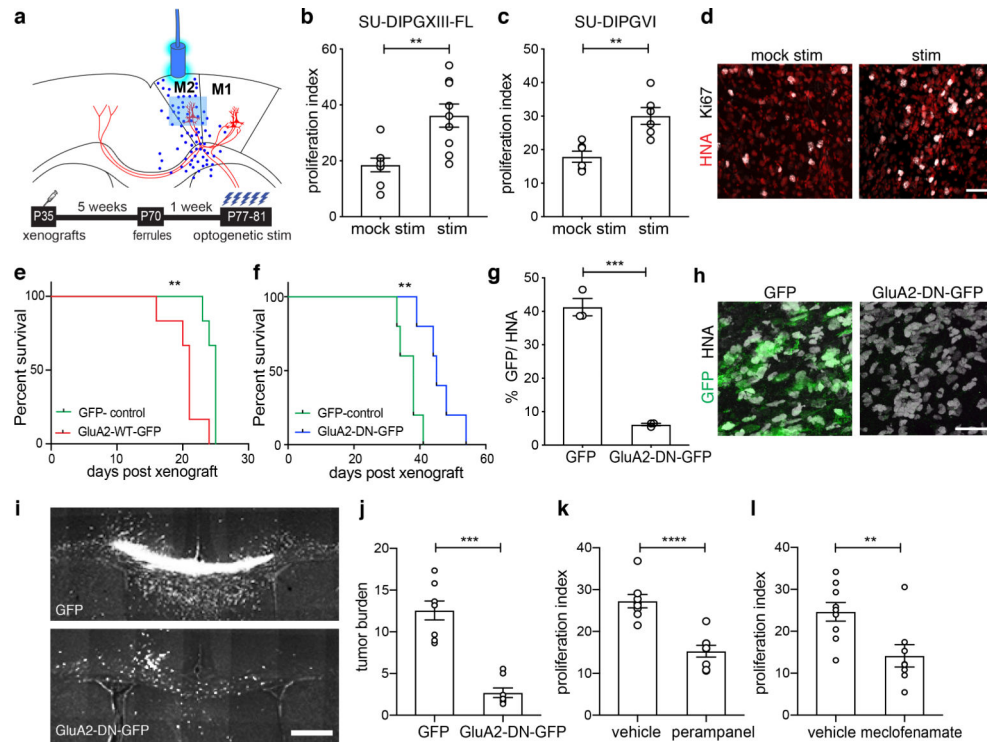 a
M2
M1
5 weeks
1 week
P35
P70
P77-81
xenografts
ferrules
optogenetic stim
b
SU-DIPGXIII-FL
**
proliferation index
60
40
20
0
mock stim
stim
c
SU-DIPGVI
**
proliferation index
50
40
30
20
10
0
mock stim
stim
d
mock stim
stim
HNA Ki67
e
**
Percent survival
100
50
0
GFP- control
GluA2-WT-GFP
0
20
40
days post xenograft
f
**
Percent survival
100
50
0
GFP-control
GluA2-DN-GFP
0
20
40
60
days post xenograft
g
***
% GFP/ HNA
50
40
30
20
10
0
GFP
GluA2-DN-GFP
h
GFP
GluA2-DN-GFP
GFP HNA
i
GFP
GluA2-DN-GFP
j
***
tumor burden
20
15
10
5
0
GFP
GluA2-DN-GFP
k
****
proliferation index
50
40
30
20
10
0
vehicle
perampanel
l
**
proliferation index
40
30
20
10
0
vehicle
meclofenamate